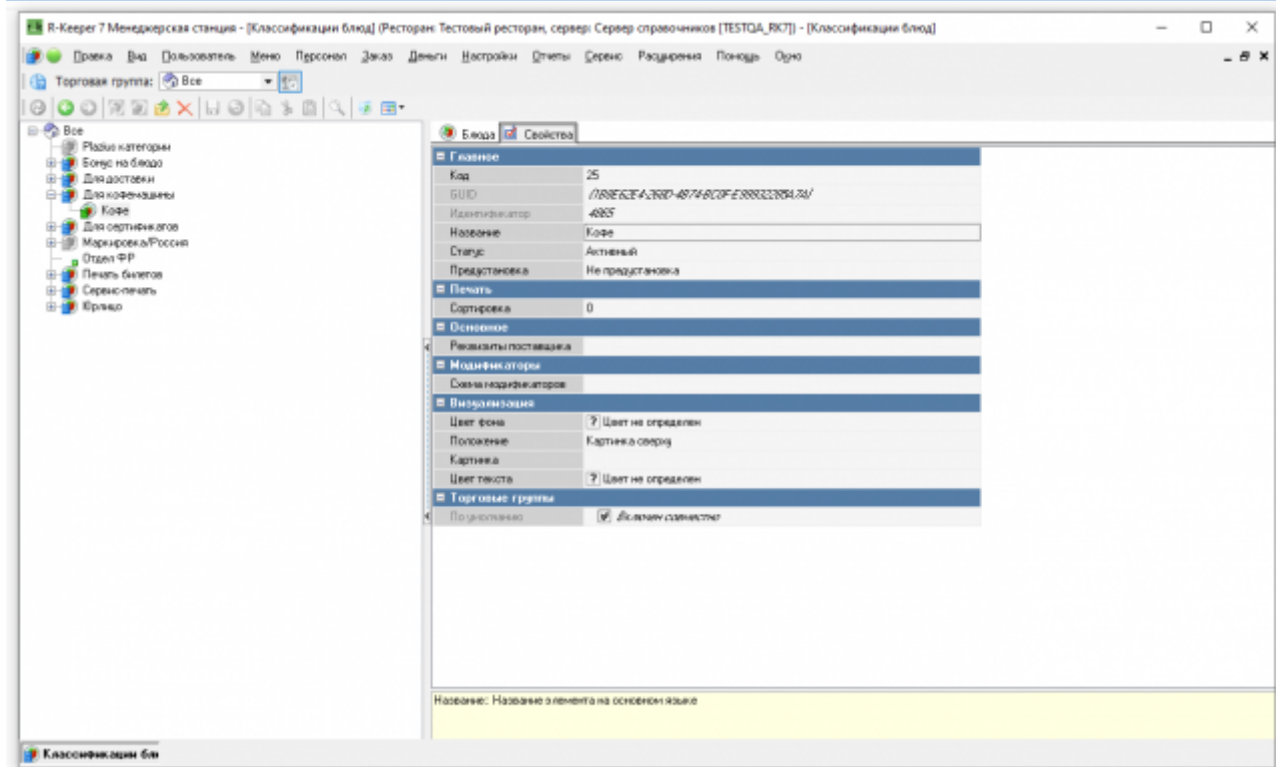 R-Keeper 7 Менеджерская станция - [Классификации блюд] (Ресторан: Тестовый ресторан, сервер: Сервер справочников [TESTQA_RK7]) - [Классификации блюд]
Правка Вид Пользователь Меню Персонал Заказ Деньги Настройки Отчеты Сервис Расширения Помощь Окно
Торговая группа: Все
Все
Plazius категории
Бонус на блюдо
Для доставки
Для кофемашины
Кофе
Для сертификатов
Маркировка/Россия
Отдел ФР
Печать билетов
Сервис-печать
Юрлицо
Блюда Свойства
Главное
Код 25
GUID
Идентификатор 4865
Название Кофе
Статус Активный
Предустановка Не предустановка
Печать
Сортировка 0
Основное
Реквизиты поставщика
Модификаторы
Схема модификаторов
Визуализация
Цвет фона ? Цвет не определен
Положение Картинка сверху
Картинка
Цвет текста ? Цвет не определен
Торговые группы
По умолчанию Включен совместно
Название: Название элемента на основном языке
Классификации блю